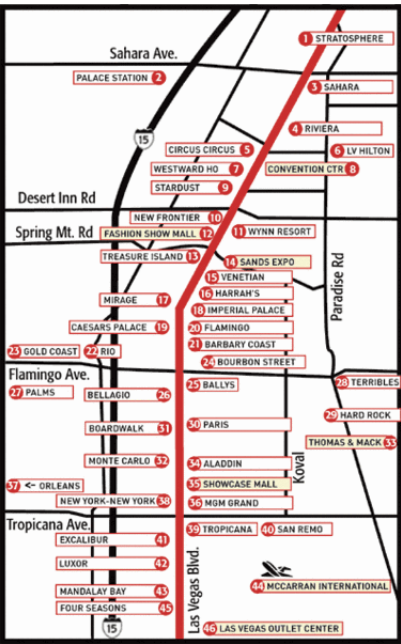 1 STRATOSPHERE
Sahara Ave.
PALACE STATION 2
3 SAHARA
4 RIVIERA
15
CIRCUS CIRCUS 5
6 LV HILTON
WESTWARD HO 7
CONVENTION CTR 8
STARDUST 9
Desert Inn Rd
NEW FRONTIER 10
Spring Mt. Rd
FASHION SHOW MALL 12
11 WYNN RESORT
TREASURE ISLAND 13
14 SANDS EXPO
15 VENETIAN
Paradise Rd
MIRAGE 17
16 HARRAH'S
18 IMPERIAL PALACE
CAESARS PALACE 19
20 FLAMINGO
21 BARBARY COAST
23 GOLD COAST
22 RIO
24 BOURBON STREET
Flamingo Ave.
25 BALLYS
28 TERRIBLES
27 PALMS
BELLAGIO 26
29 HARD ROCK
BOARDWALK 31
30 PARIS
THOMAS & MACK 33
MONTE CARLO 32
34 ALADDIN
Koval
37 ← ORLEANS
35 SHOWCASE MALL
NEW YORK-NEW YORK 38
36 MGM GRAND
Tropicana Ave.
39 TROPICANA
40 SAN REMO
EXCALIBUR 41
LUXOR 42
Las Vegas Blvd.
44 MCCARRAN INTERNATIONAL
MANDALAY BAY 43
FOUR SEASONS 45
15
46 LAS VEGAS OUTLET CENTER